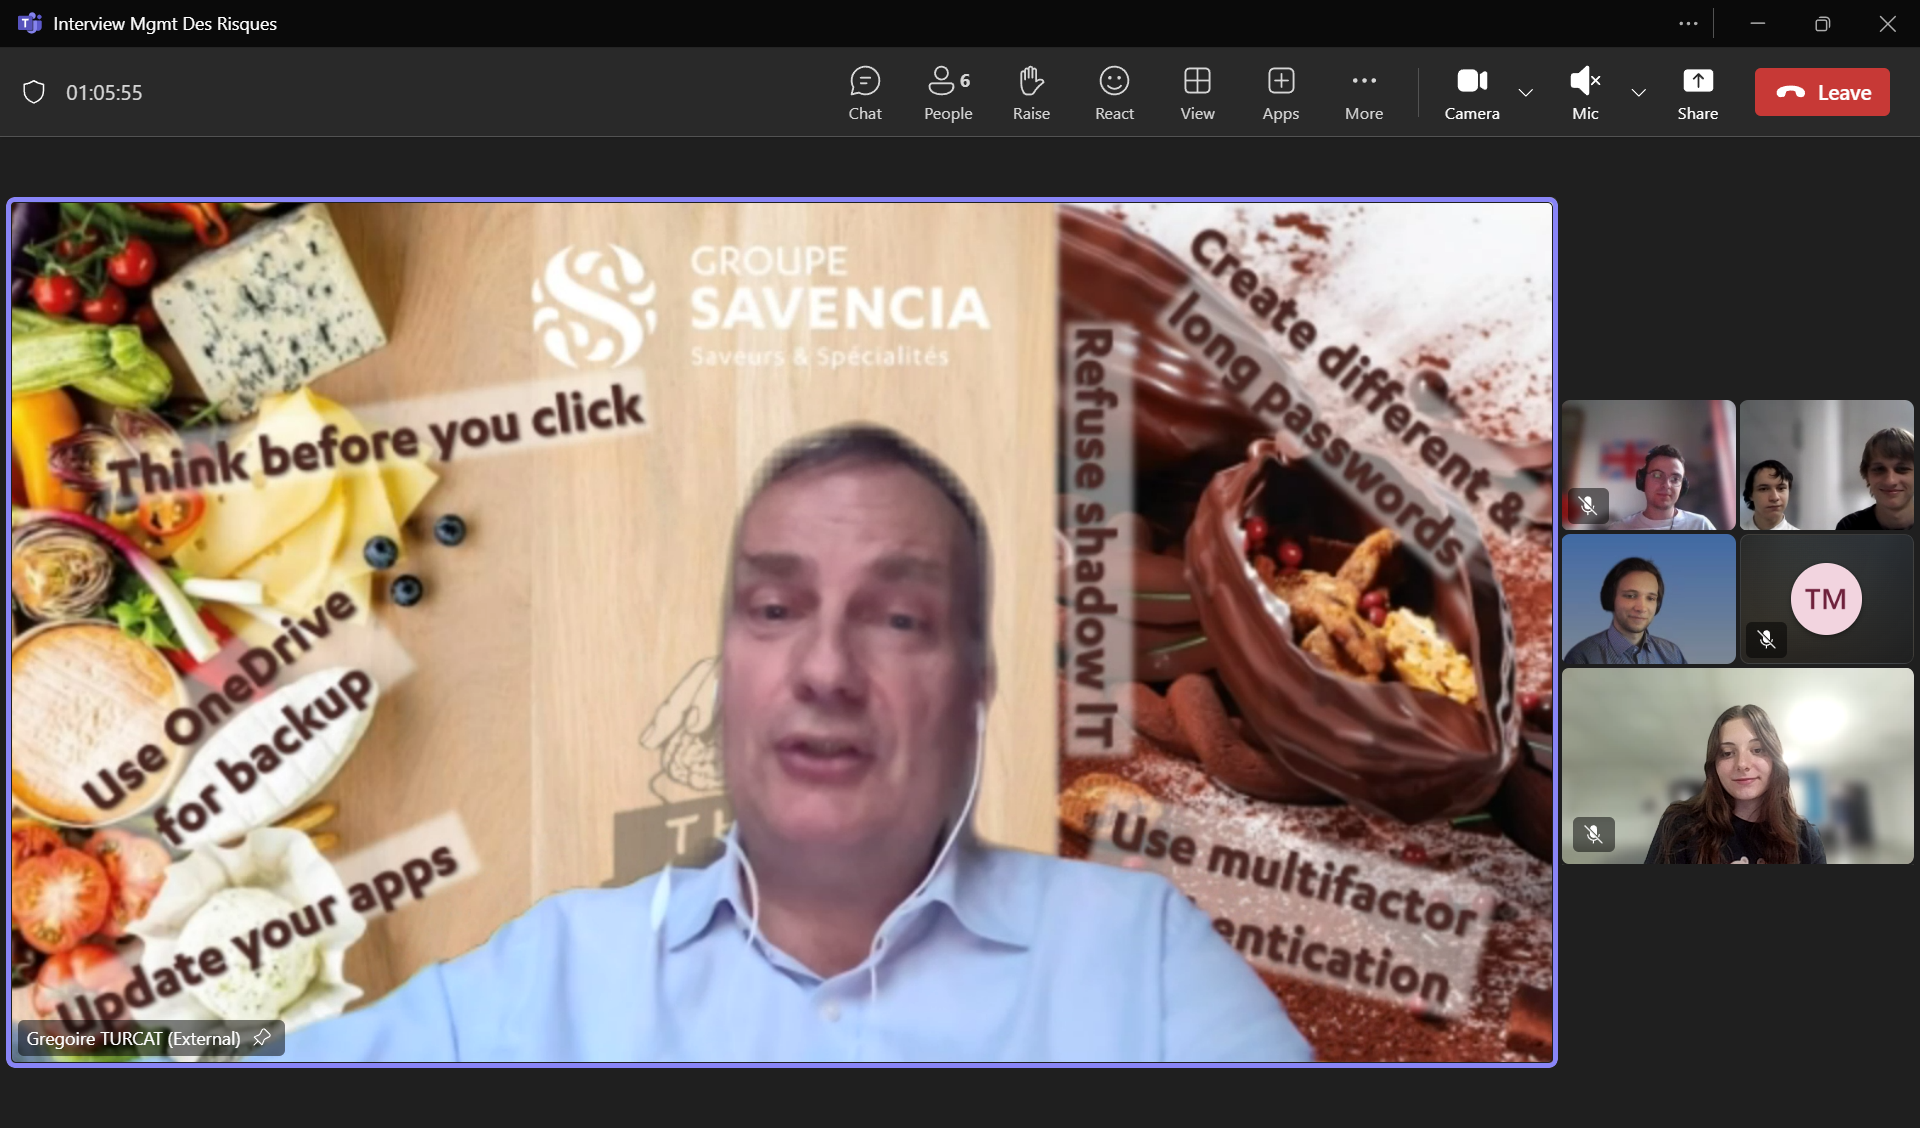 Interview Mgmt Des Risques
01:05:55
Chat
People
6
Raise
React
View
Apps
More
Camera
Mic
Share
Leave
GROUPE
SAVENCIA
Saveurs & Spécialités
Think before you click
Use OneDrive
for backup
Update your apps
Create different &
long passwords
Refuse shadow IT
Use multifactor
entication
TH
Gregoire TURCAT (External)
TM